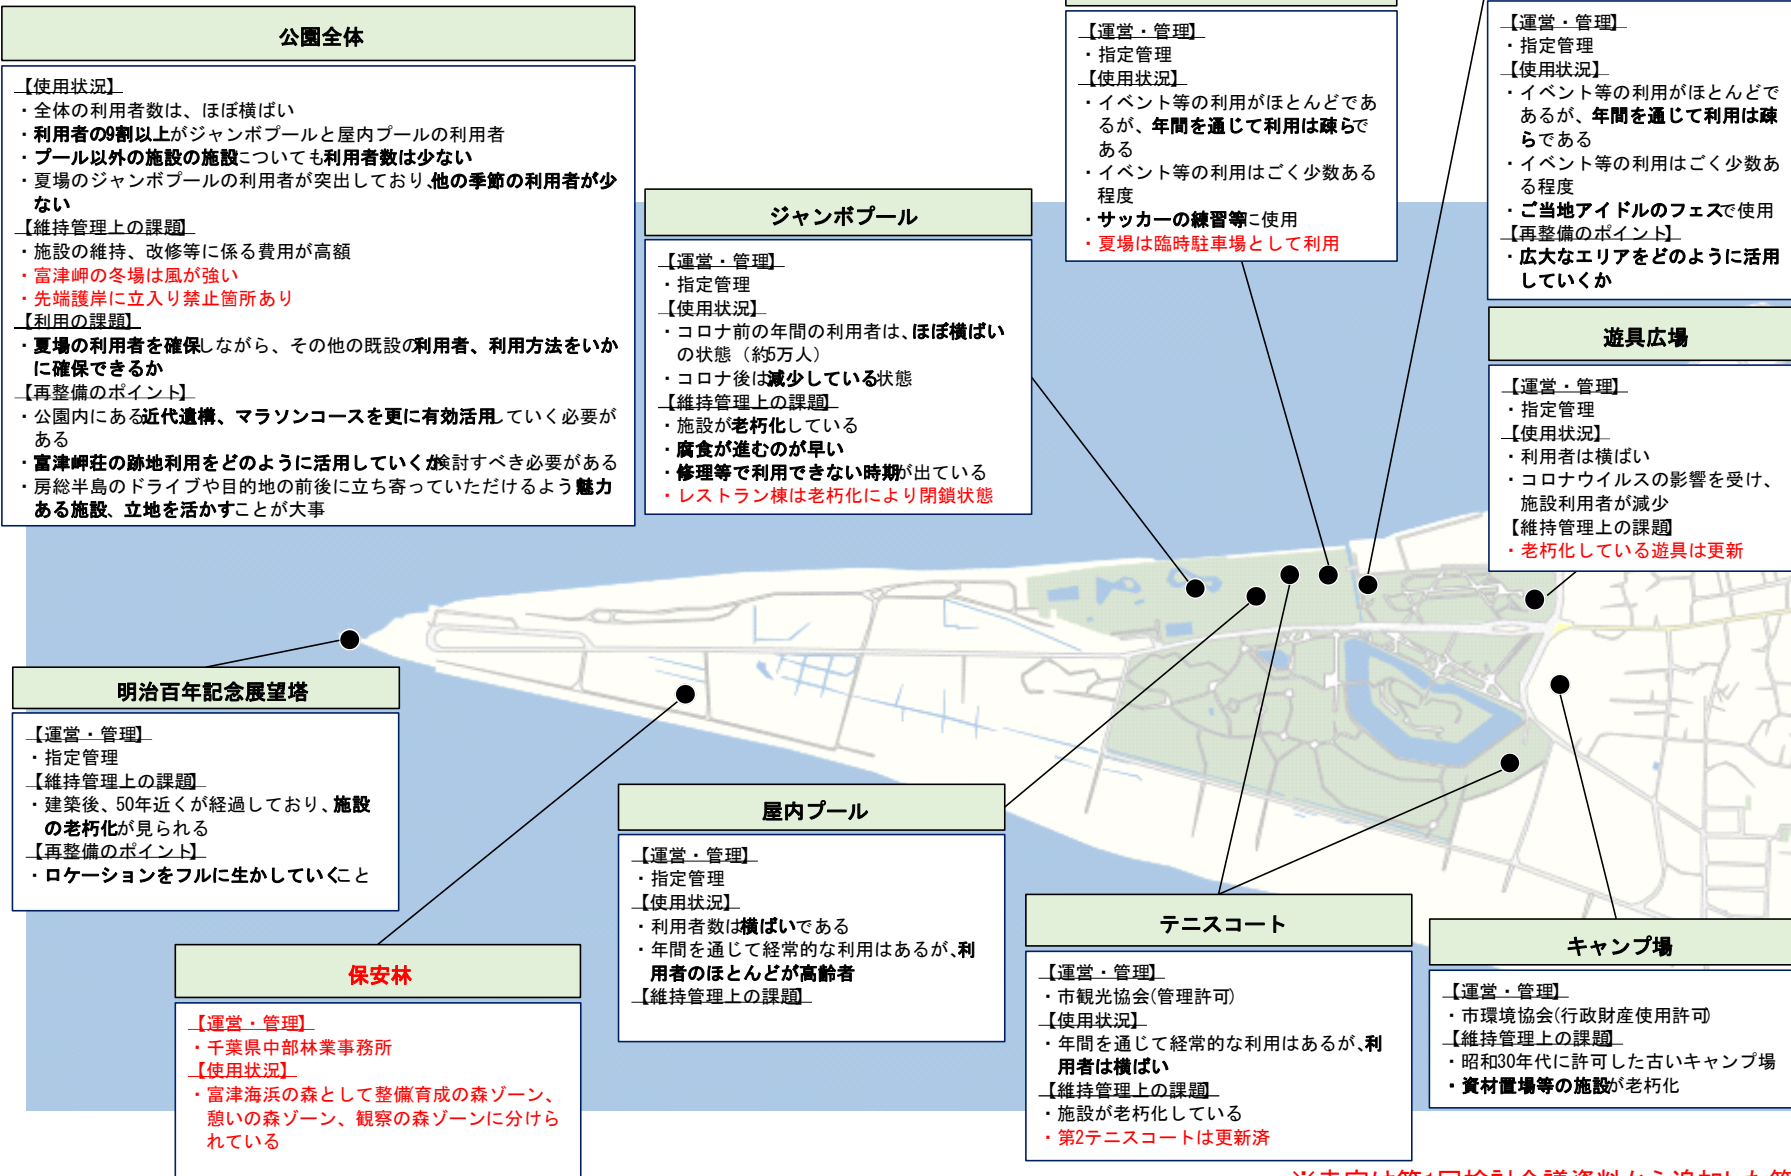 公園全体
【使用状況】
・全体の利用者数は、ほぼ横ばい
・利用者の9割以上がジャンボプールと屋内プールの利用者
・プール以外の施設の施設についても利用者数は少ない
・夏場のジャンボプールの利用者が突出しており、他の季節の利用者が少
ない
【維持管理上の課題】
・施設の維持、改修等に係る費用が高額
・富津岬の冬場は風が強い
・先端護岸に立入り禁止箇所あり
【利用の課題】
・夏場の利用者を確保しながら、その他の既設の利用者、利用方法をいか
に確保できるか
【再整備のポイント】
・公園内にある近代遺構、マラソンコースを更に有効活用していく必要が
ある
・富津岬荘の跡地利用をどのように活用していくか検討すべき必要がある
・房総半島のドライブや目的地の前後に立ち寄っていただけるよう魅力
ある施設、立地を活かすことが大事
ジャンボプール
【運営・管理】
・指定管理
【使用状況】
・コロナ前の年間の利用者は、ほぼ横ばい
の状態（約5万人）
・コロナ後は減少している状態
【維持管理上の課題】
・施設が老朽化している
・腐食が進むのが早い
・修理等で利用できない時期が出ている
・レストラン棟は老朽化により閉鎖状態
【運営・管理】
・指定管理
【使用状況】
・イベント等の利用がほとんどであ
るが、年間を通じて利用は疎らで
ある
・イベント等の利用はごく少数ある
程度
・サッカーの練習等に使用
・夏場は臨時駐車場として利用
【運営・管理】
・指定管理
【使用状況】
・イベント等の利用がほとんどで
あるが、年間を通じて利用は疎
らである
・イベント等の利用はごく少数あ
る程度
・ご当地アイドルのフェスで使用
【再整備のポイント】
・広大なエリアをどのように活用
していくか
遊具広場
【運営・管理】
・指定管理
【使用状況】
・利用者は横ばい
・コロナウイルスの影響を受け、
施設利用者が減少
【維持管理上の課題】
・老朽化している遊具は更新
明治百年記念展望塔
【運営・管理】
・指定管理
【維持管理上の課題】
・建築後、50年近くが経過しており、施設
の老朽化が見られる
【再整備のポイント】
・ロケーションをフルに生かしていくこと
保安林
【運営・管理】
・千葉県中部林業事務所
【使用状況】
・富津海浜の森として整備育成の森ゾーン、
憩いの森ゾーン、観察の森ゾーンに分けら
れている
屋内プール
【運営・管理】
・指定管理
【使用状況】
・利用者数は横ばいである
・年間を通じて経常的な利用はあるが、利
用者のほとんどが高齢者
【維持管理上の課題】
テニスコート
【運営・管理】
・市観光協会(管理許可)
【使用状況】
・年間を通じて経常的な利用はあるが、利
用者は横ばい
【維持管理上の課題】
・施設が老朽化している
・第2テニスコートは更新済
キャンプ場
【運営・管理】
・市環境協会(行政財産使用許可)
【維持管理上の課題】
・昭和30年代に許可した古いキャンプ場
・資材置場等の施設が老朽化
※赤字は第1回検討会議資料から追加した箇